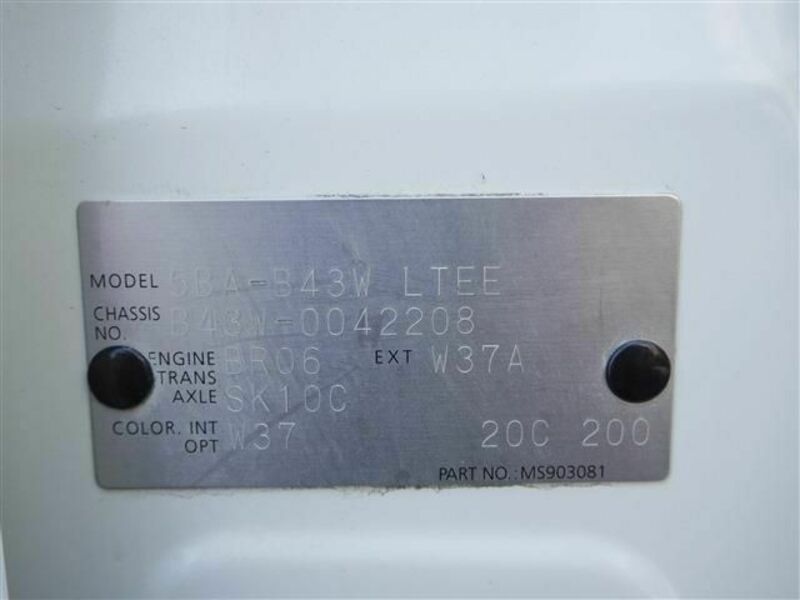 MODEL 5BA-B43W LTEE
CHASSIS NO. B43W-0042208
ENGINE BR06 EXT W37A
TRANS AXLE SK10C
COLOR. INT OPT W37 20C 200
PART NO.: MS903081